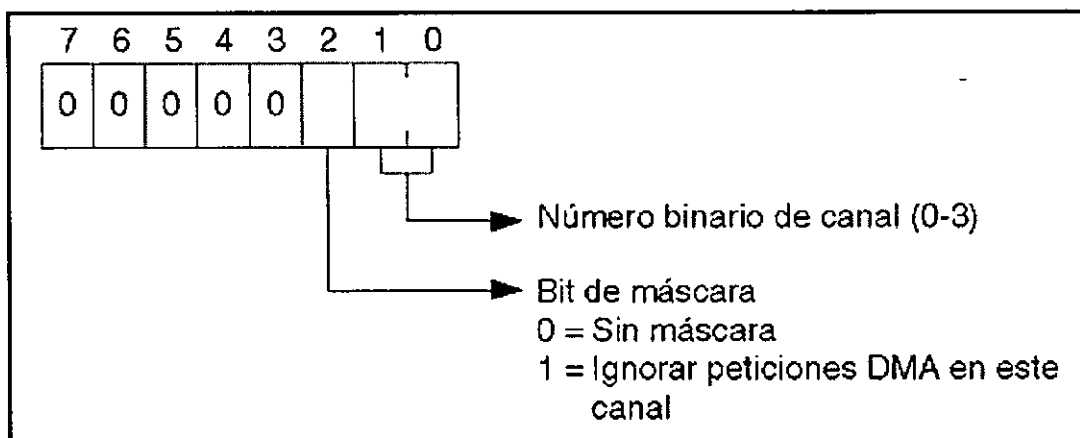 7 6 5 4 3 2 1 0
0 0 0 0 0
Número binario de canal (0-3)
Bit de máscara
0 = Sin máscara
1 = Ignorar peticiones DMA en este
canal